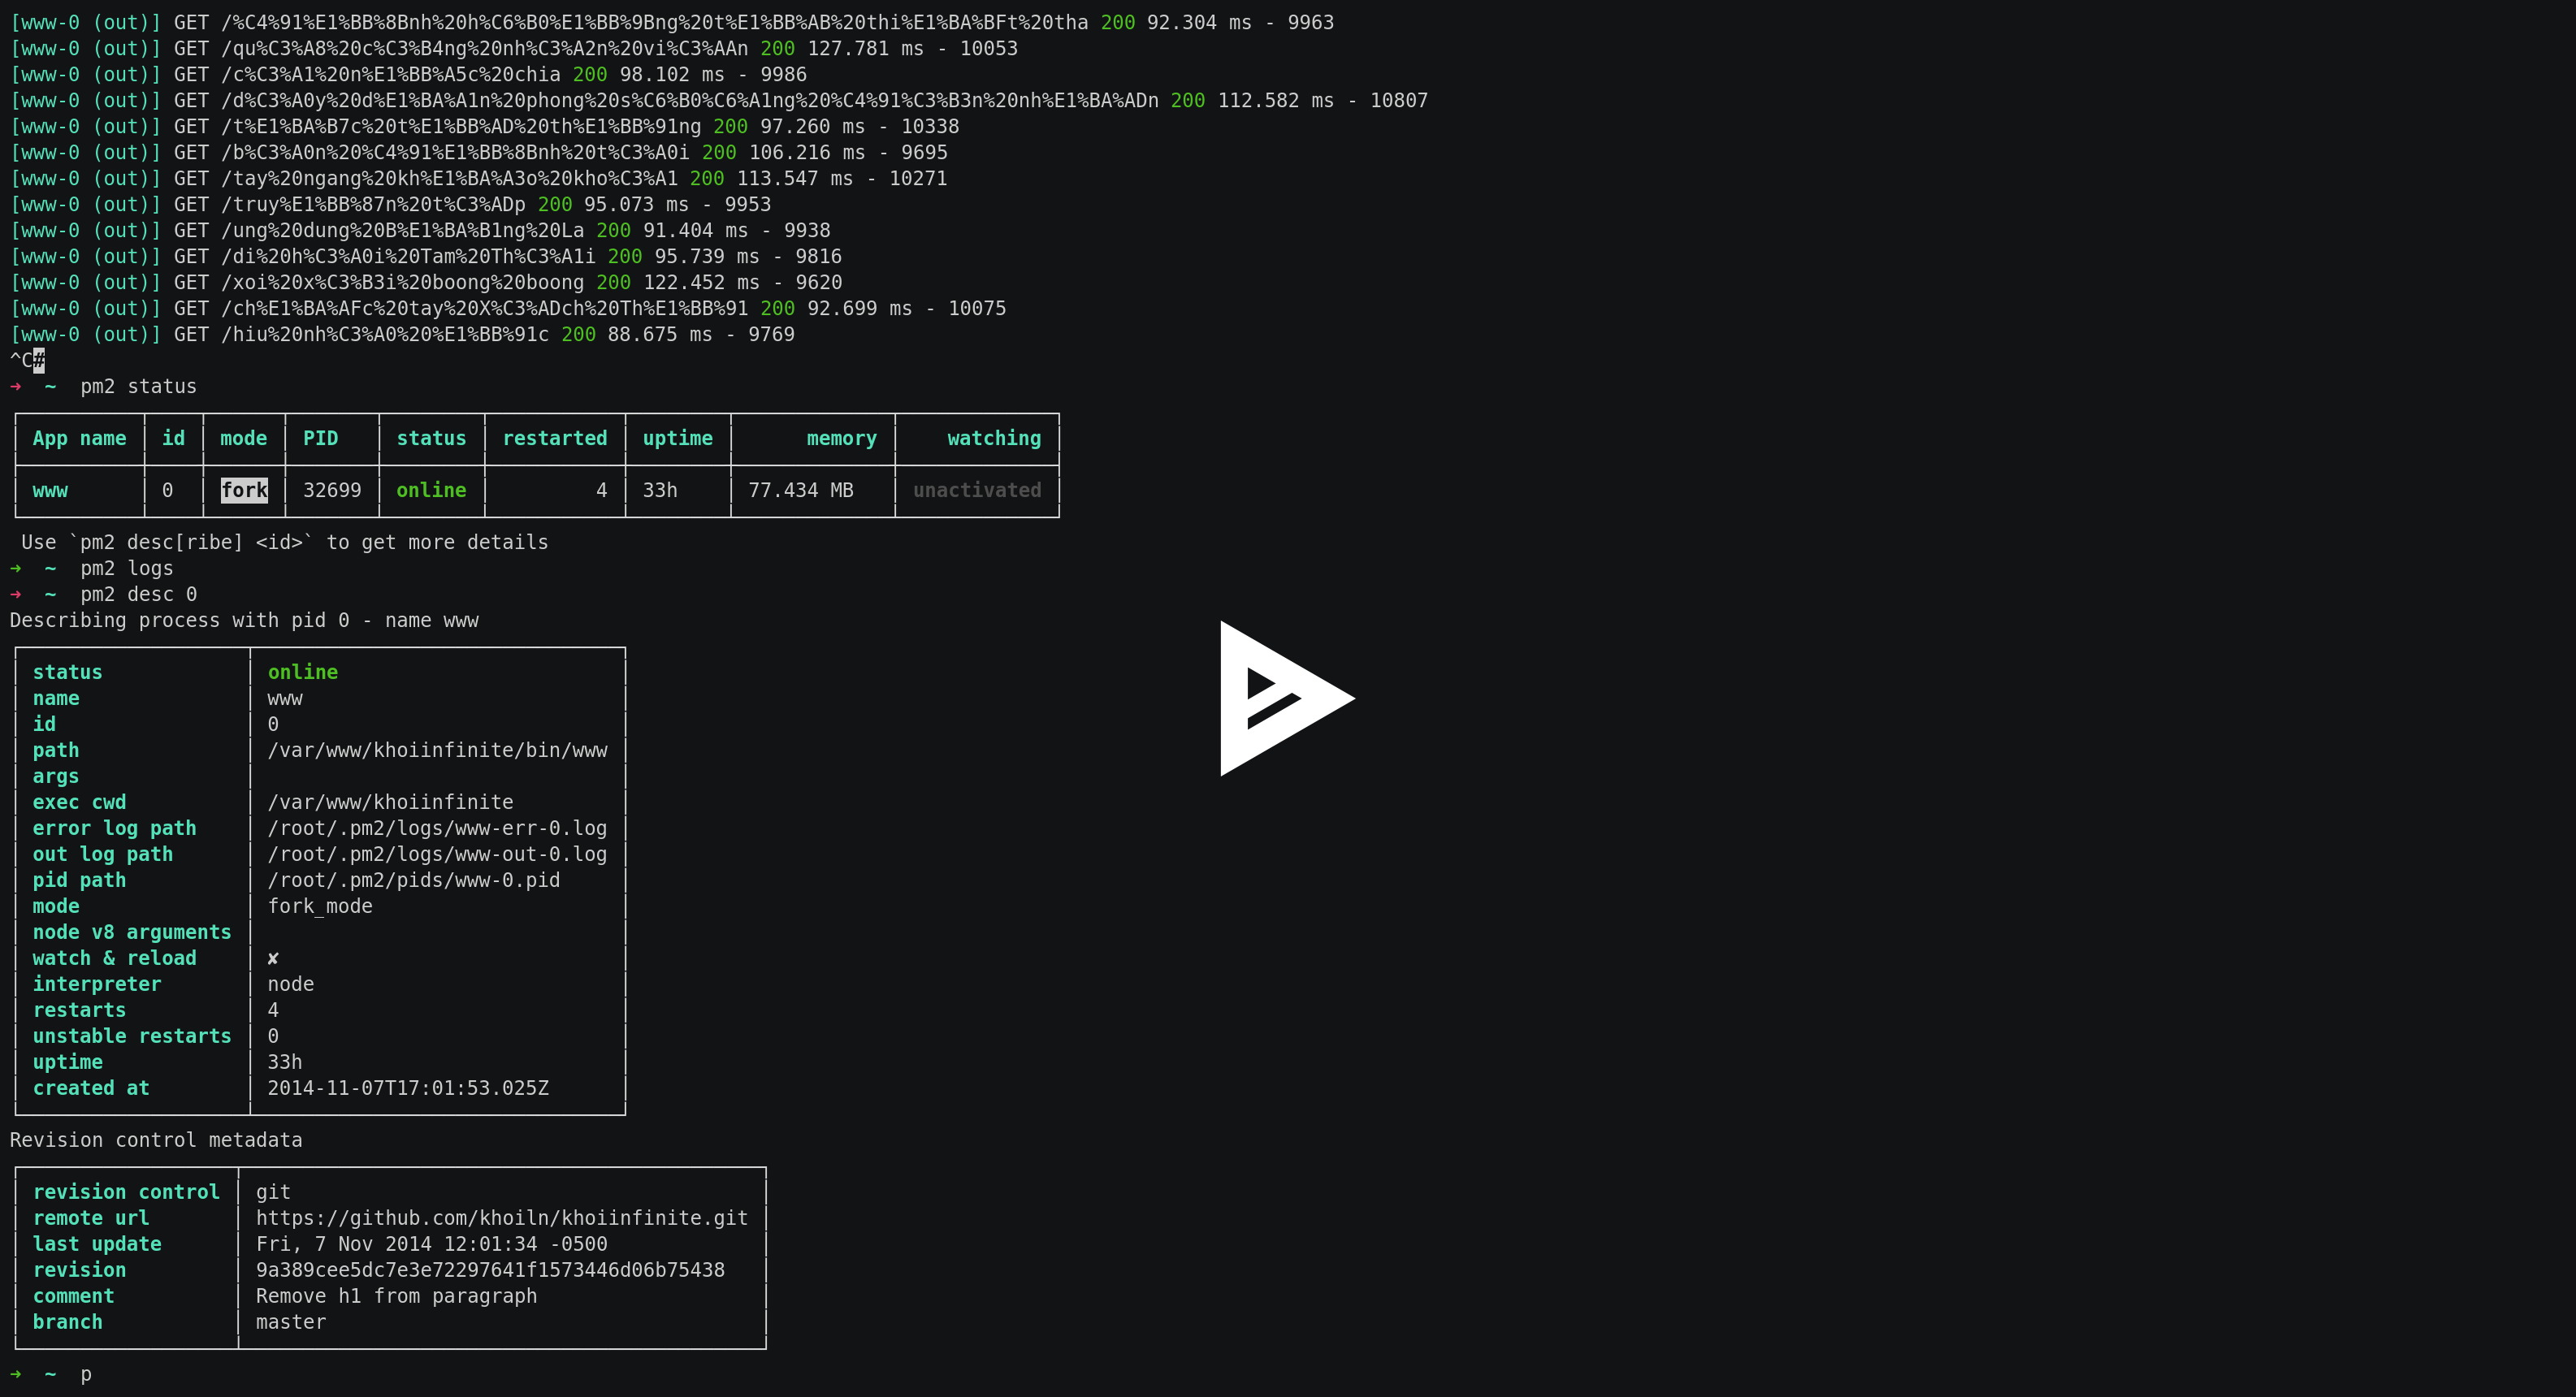 [www-0 (out)] GET /%C4%91%E1%BB%8Bnh%20h%C6%B0%E1%BB%9Bng%20t%E1%BB%AB%20thi%E1%BA%BFt%20tha 200 92.304 ms - 9963
[www-0 (out)] GET /qu%C3%A8%20c%C3%B4ng%20nh%C3%A2n%20vi%C3%AAn 200 127.781 ms - 10053
[www-0 (out)] GET /c%C3%A1%20n%E1%BB%A5c%20chia 200 98.102 ms - 9986
[www-0 (out)] GET /d%C3%A0y%20d%E1%BA%A1n%20phong%20s%C6%B0%C6%A1ng%20%C4%91%C3%B3n%20nh%E1%BA%ADn 200 112.582 ms - 10807
[www-0 (out)] GET /t%E1%BA%B7c%20t%E1%BB%AD%20th%E1%BB%91ng 200 97.260 ms - 10338
[www-0 (out)] GET /b%C3%A0n%20%C4%91%E1%BB%8Bnh%20t%C3%A0i 200 106.216 ms - 9695
[www-0 (out)] GET /tay%20ngang%20kh%E1%BA%A3o%20kho%C3%A1 200 113.547 ms - 10271
[www-0 (out)] GET /truy%E1%BB%87n%20t%C3%ADp 200 95.073 ms - 9953
[www-0 (out)] GET /ung%20dung%20B%E1%BA%B1ng%20La 200 91.404 ms - 9938
[www-0 (out)] GET /di%20h%C3%A0i%20Tam%20Th%C3%A1i 200 95.739 ms - 9816
[www-0 (out)] GET /xoi%20x%C3%B3i%20boong%20boong 200 122.452 ms - 9620
[www-0 (out)] GET /ch%E1%BA%AFc%20tay%20X%C3%ADch%20Th%E1%BB%91 200 92.699 ms - 10075
[www-0 (out)] GET /hiu%20nh%C3%A0%20%E1%BB%91c 200 88.675 ms - 9769
^C#
➜ ~ pm2 status
App name id mode PID status restarted uptime memory watching
www 0 fork 32699 online 4 33h 77.434 MB unactivated
Use `pm2 desc[ribe] <id>` to get more details
➜ ~ pm2 logs
➜ ~ pm2 desc 0
Describing process with pid 0 - name www
status online
name www
id 0
path /var/www/khoiinfinite/bin/www
args
exec cwd /var/www/khoiinfinite
error log path /root/.pm2/logs/www-err-0.log
out log path /root/.pm2/logs/www-out-0.log
pid path /root/.pm2/pids/www-0.pid
mode fork_mode
node v8 arguments
watch & reload ✘
interpreter node
restarts 4
unstable restarts 0
uptime 33h
created at 2014-11-07T17:01:53.025Z
Revision control metadata
revision control git
remote url https://github.com/khoiln/khoiinfinite.git
last update Fri, 7 Nov 2014 12:01:34 -0500
revision 9a389cee5dc7e3e72297641f1573446d06b75438
comment Remove h1 from paragraph
branch master
➜ ~ p